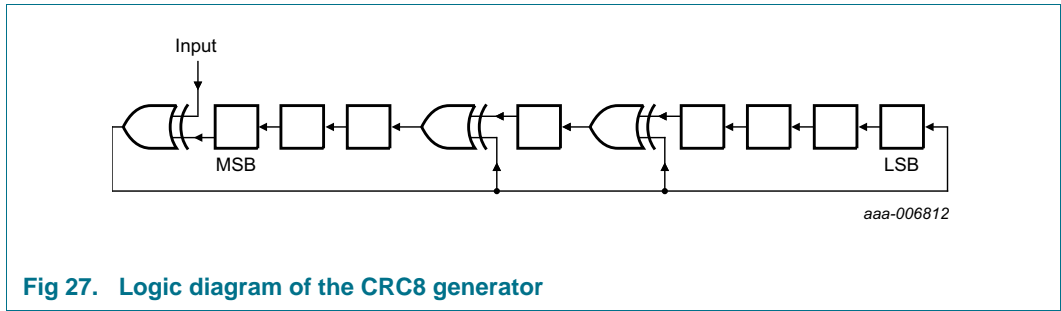 Input
MSB
LSB
aaa-006812
Fig 27. Logic diagram of the CRC8 generator